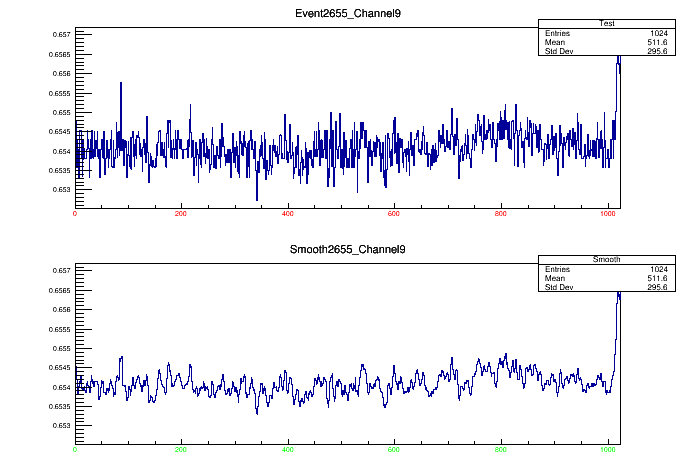 Event2655_Channel9
Test
Entries 1024
Mean 511.6
Std Dev 295.6
0.657
0.6565
0.656
0.6555
0.655
0.6545
0.654
0.6535
0.653
0 200 400 600 800 1000
Smooth2655_Channel9
Smooth
Entries 1024
Mean 511.6
Std Dev 295.6
0.657
0.6565
0.656
0.6555
0.655
0.6545
0.654
0.6535
0.653
0 200 400 600 800 1000